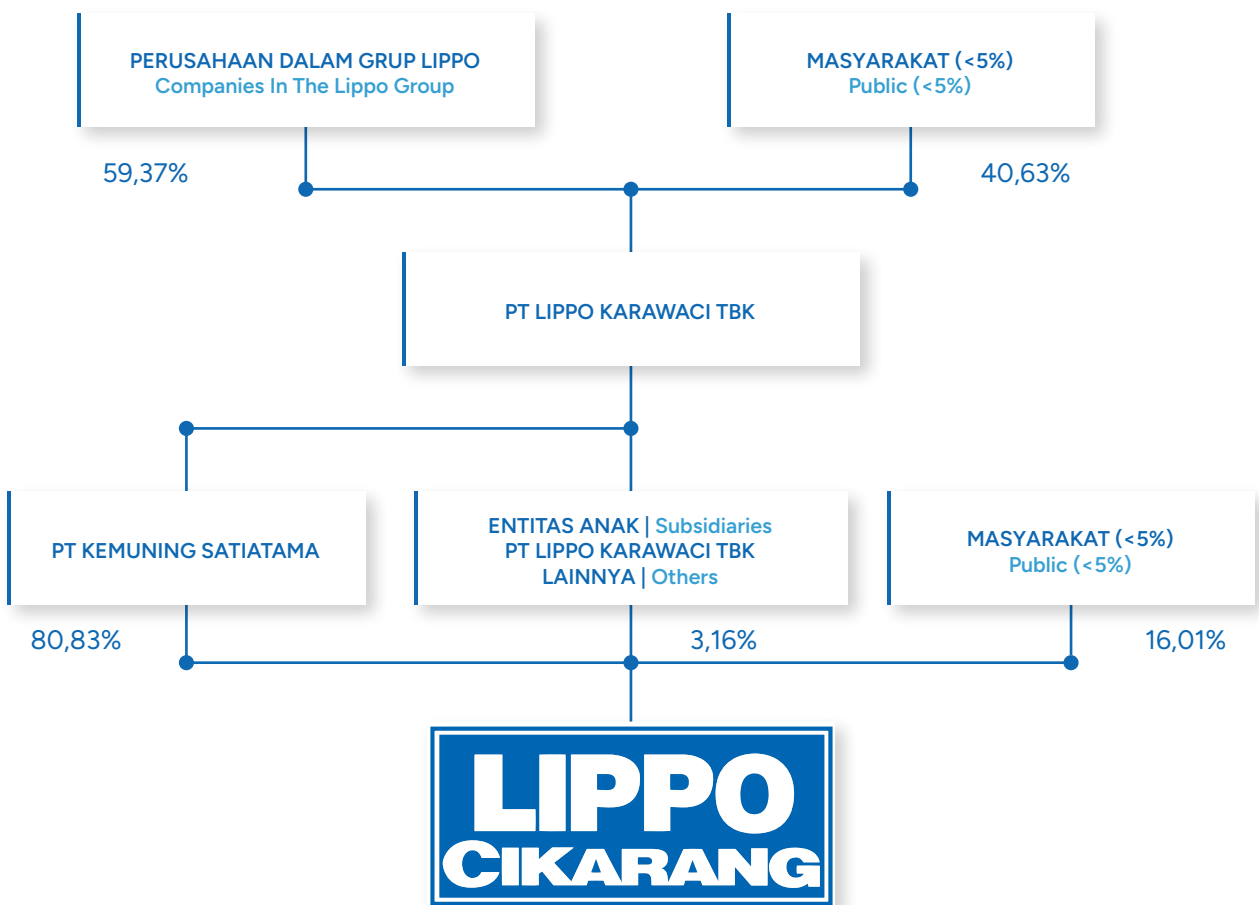 PERUSAHAAN DALAM GRUP LIPPO
Companies In The Lippo Group
MASYARAKAT (<5%)
Public (<5%)
59,37%
40,63%
PT LIPPO KARAWACI TBK
PT KEMUNING SATIATAMA
ENTITAS ANAK | Subsidiaries
PT LIPPO KARAWACI TBK
LAINNYA | Others
MASYARAKAT (<5%)
Public (<5%)
80,83%
3,16%
16,01%
LIPPO
CIKARANG